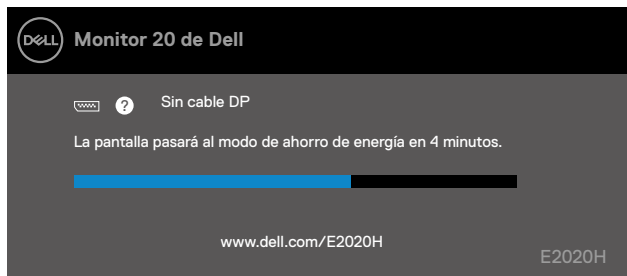 DELL Monitor 20 de Dell
? Sin cable DP
La pantalla pasará al modo de ahorro de energía en 4 minutos.
www.dell.com/E2020H
E2020H